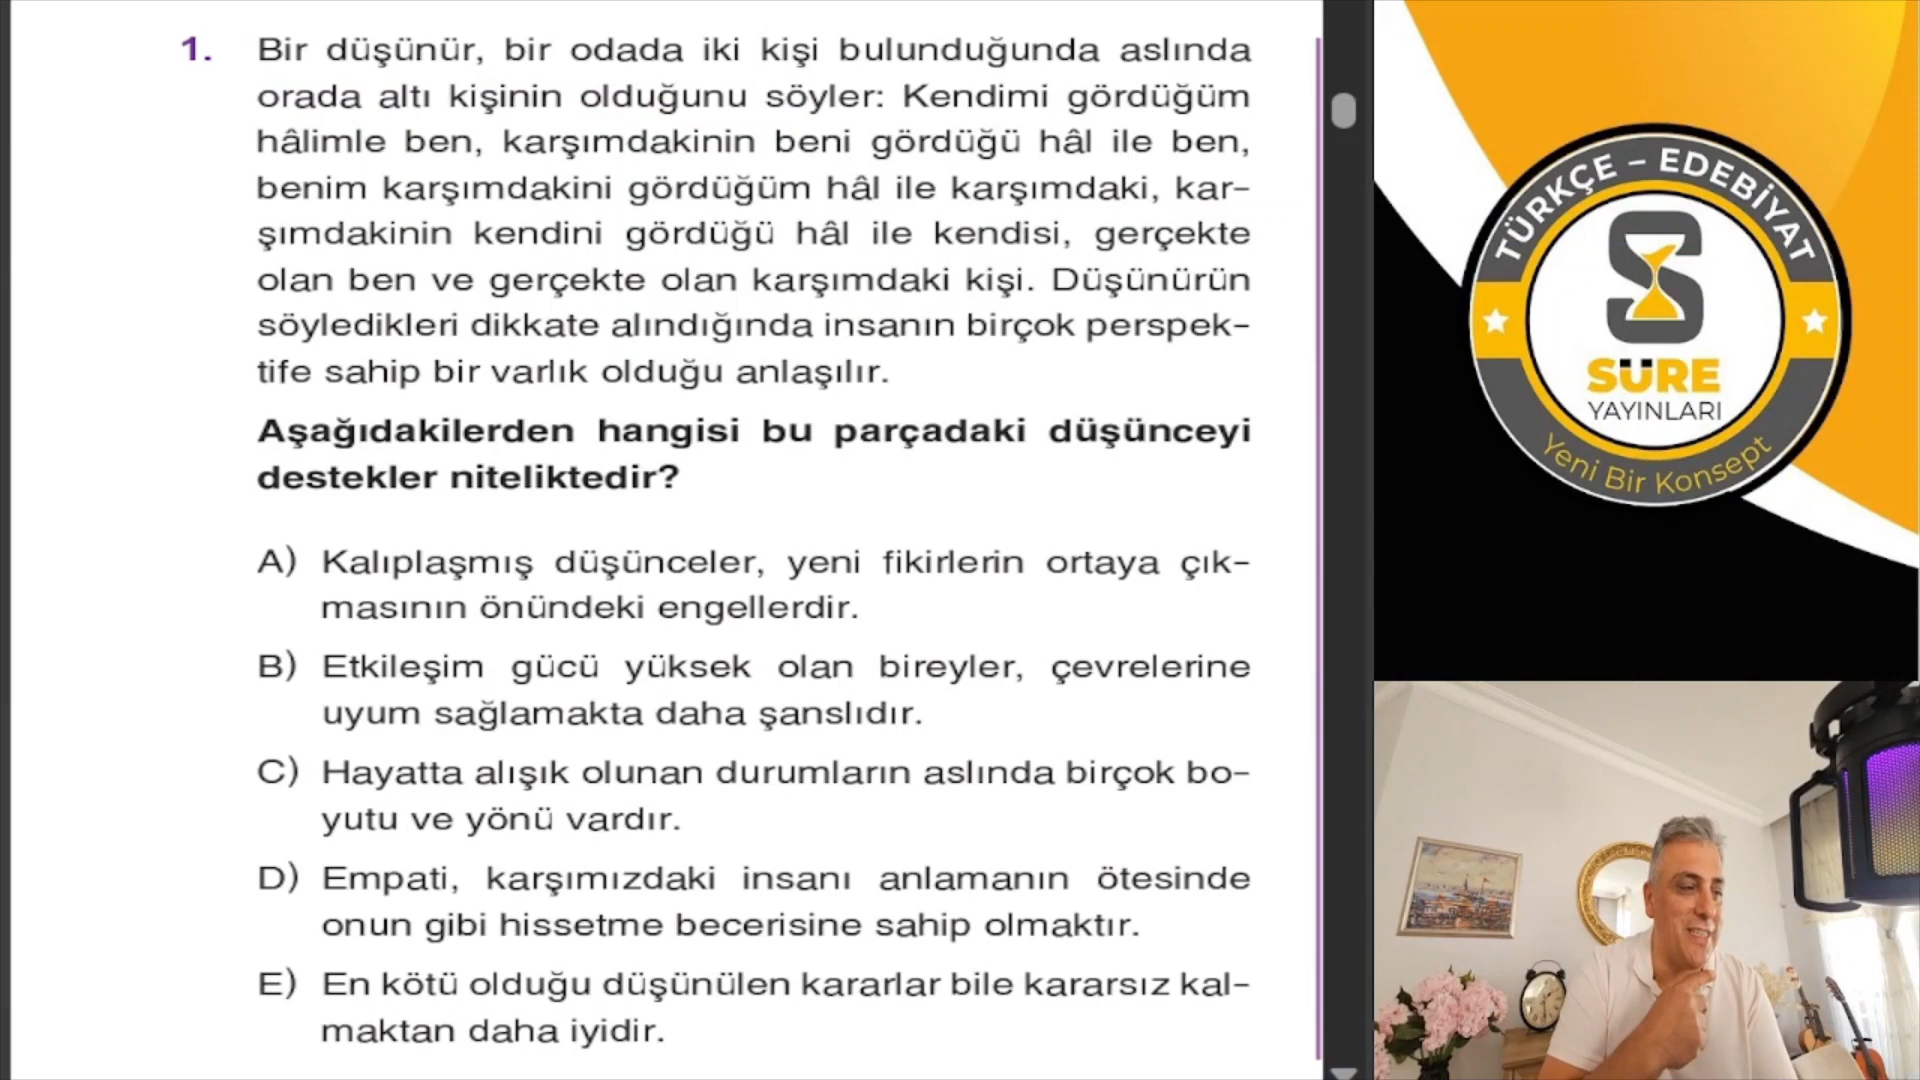 1. Bir düşünür, bir odada iki kişi bulunduğunda aslında
orada altı kişinin olduğunu söyler: Kendimi gördüğüm
hâlimle ben, karşımdakinin beni gördüğü hâl ile ben,
benim karşımdakini gördüğüm hâl ile karşımdaki, kar-
şımdakinin kendini gördüğü hâl ile kendisi, gerçekte
olan ben ve gerçekte olan karşımdaki kişi. Düşünürün
söyledikleri dikkate alındığında insanın birçok perspek-
tife sahip bir varlık olduğu anlaşılır.
Aşağıdakilerden hangisi bu parçadaki düşünceyi
destekler niteliktedir?
A) Kalıplaşmış düşünceler, yeni fikirlerin ortaya çık-
masının önündeki engellerdir.
B) Etkileşim gücü yüksek olan bireyler, çevrelerine
uyum sağlamakta daha şanslıdır.
C) Hayatta alışık olunan durumların aslında birçok bo-
yutu ve yönü vardır.
D) Empati, karşımızdaki insanı anlamanın ötesinde
onun gibi hissetme becerisine sahip olmaktır.
E) En kötü olduğu düşünülen kararlar bile kararsız kal-
maktan daha iyidir.
TÜRKÇE – EDEBİYAT
SÜRE
YAYINLARI
Yeni Bir Konsept